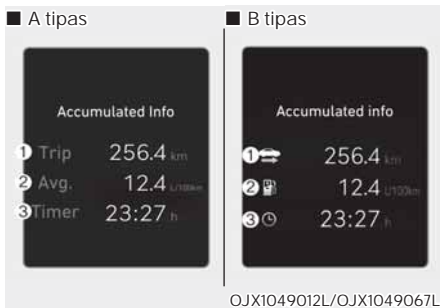 ■ A tipas
Accumulated Info
1 Trip 256.4 km
2 Avg. 12.4 L/100km
3 Timer 23:27 h
■ B tipas
Accumulated info
1 256.4 km
2 12.4 L/100km
3 23:27 h
OJX1049012L/OJX1049067L